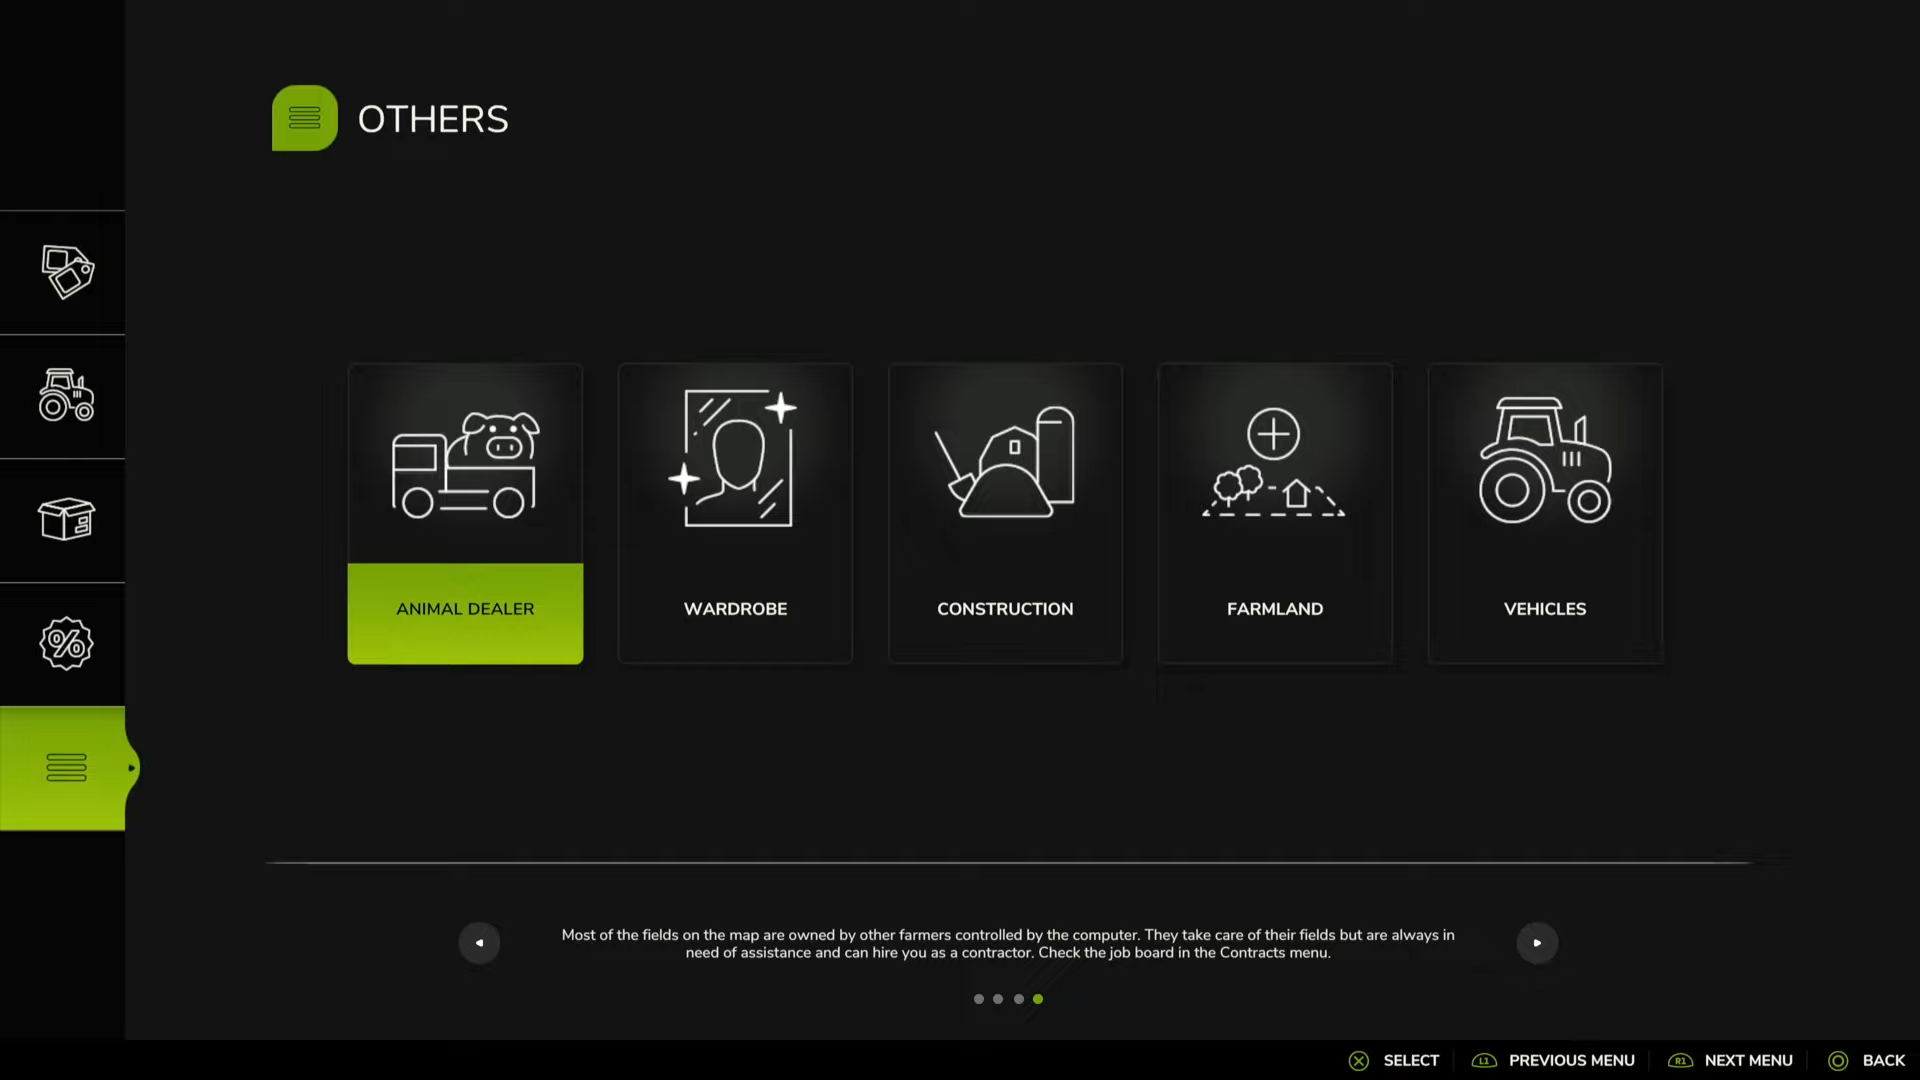 OTHERS
ANIMAL DEALER
WARDROBE
CONSTRUCTION
FARMLAND
VEHICLES
Most of the fields on the map are owned by other farmers controlled by the computer. They take care of their fields but are always in
need of assistance and can hire you as a contractor. Check the job board in the Contracts menu.
SELECT L1 PREVIOUS MENU R1 NEXT MENU BACK